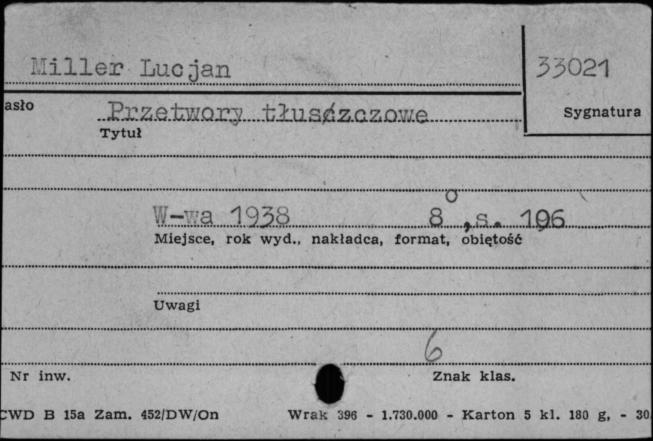 Miller Lucjan 33021
asło Przetwory tłuszczowe Sygnatura
Tytuł
W-wa 1938 8°, s. 196
Miejsce, rok wyd., nakładca, format, obiętość
Uwagi
6
Nr inw. Znak klas.
CWD B 15a Zam. 452/DW/On Wrak 396 - 1.730.000 - Karton 5 kl. 180 g, - 30